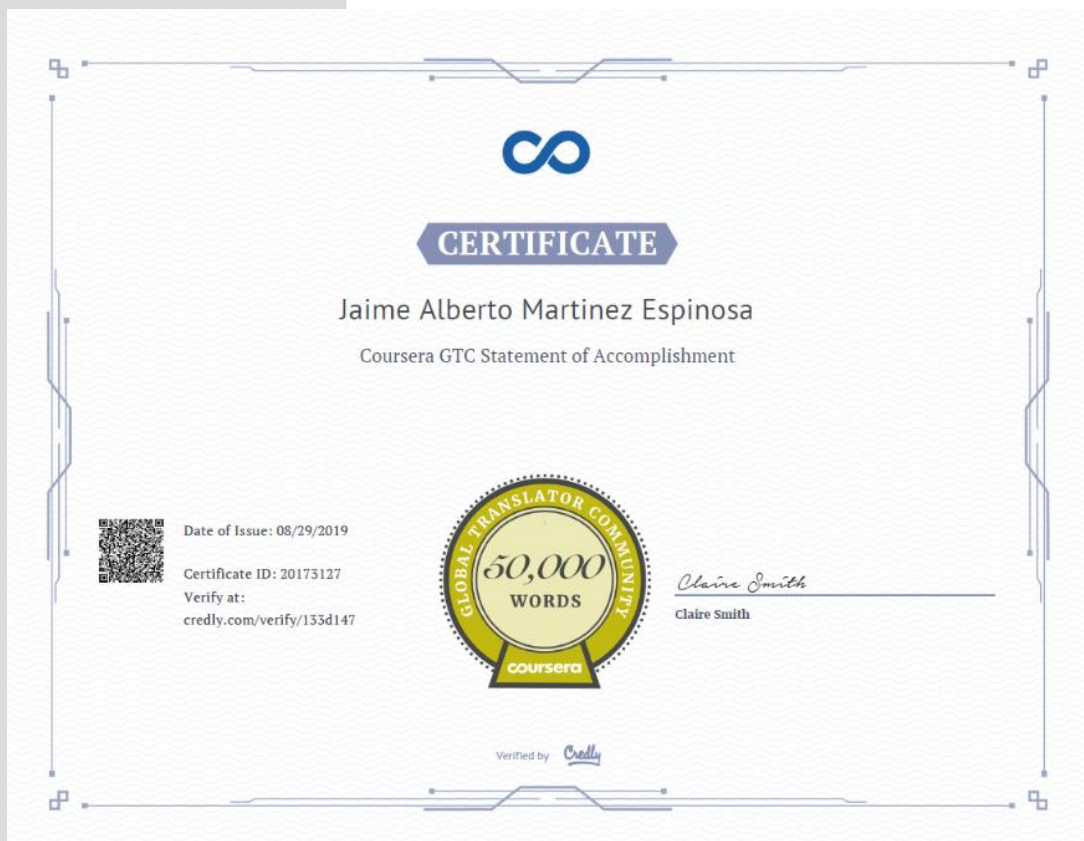 CERTIFICATE
Jaime Alberto Martinez Espinosa
Coursera GTC Statement of Accomplishment
Date of Issue: 08/29/2019
Certificate ID: 20173127
Verify at:
credly.com/verify/133d147
GLOBAL TRANSLATOR COMMUNITY
50,000
WORDS
coursera
Claire Smith
Claire Smith
Verified by Credly